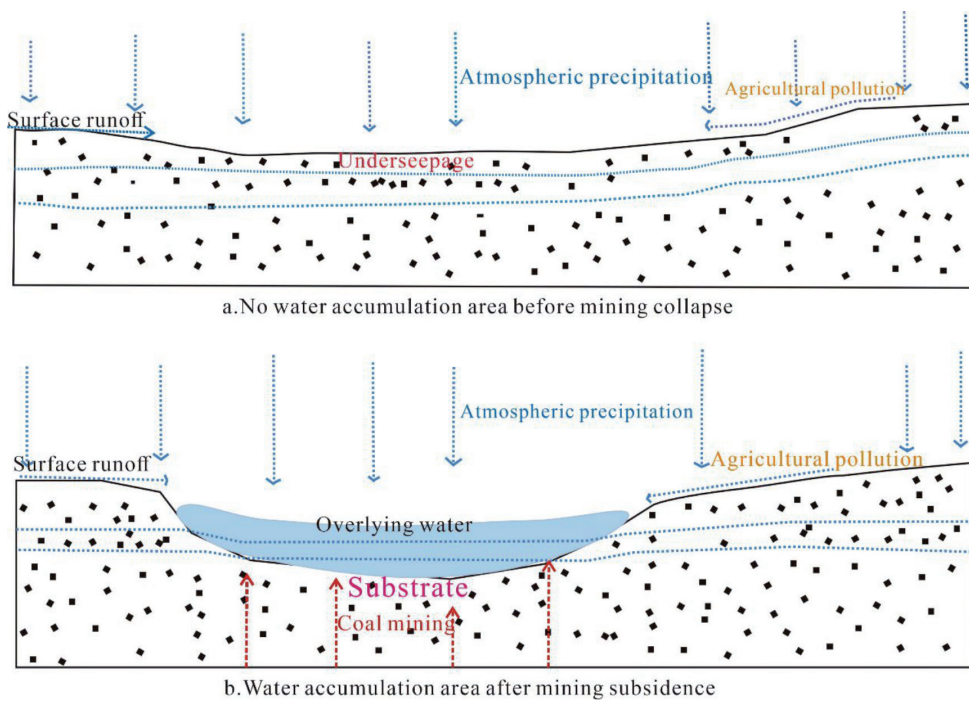 Atmospheric precipitation
Agricultural pollution
Surface runoff
Underseepage
a.No water accumulation area before mining collapse
Atmospheric precipitation
Surface runoff
Agricultural pollution
Overlying water
Substrate
Coal mining
b.Water accumulation area after mining subsidence